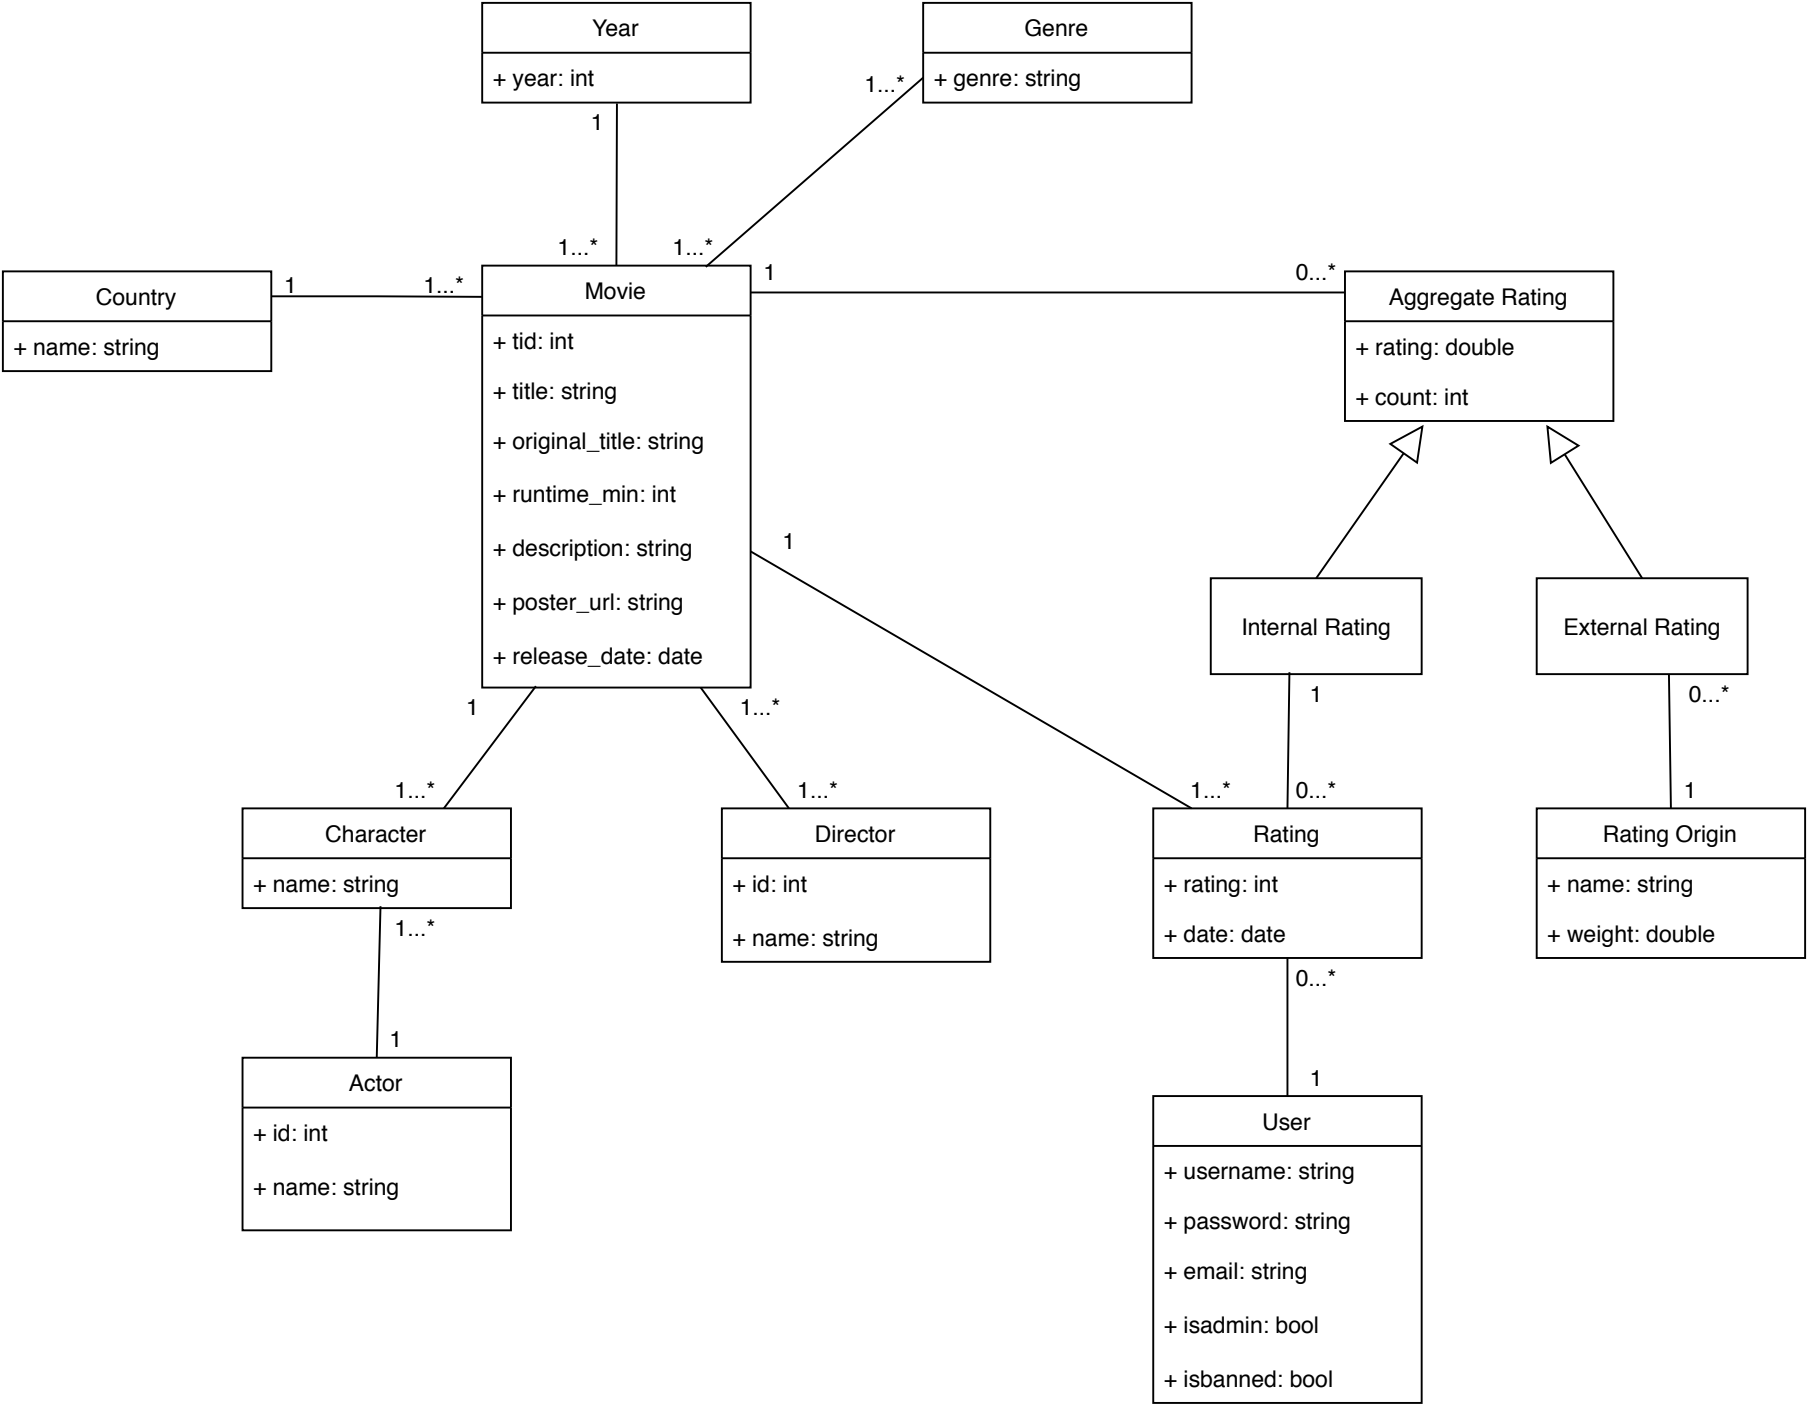 Year
+ year: int
1
Genre
+ genre: string
1...*
1...*
1...*
Country
+ name: string
1
1...*
Movie
+ tid: int
+ title: string
+ original_title: string
+ runtime_min: int
+ description: string
+ poster_url: string
+ release_date: date
1
0...*
Aggregate Rating
+ rating: double
+ count: int
1
Internal Rating
External Rating
1
1...*
1
0...*
1...*
1...*
1...*
0...*
1
Character
+ name: string
Director
+ id: int
+ name: string
Rating
+ rating: int
+ date: date
Rating Origin
+ name: string
+ weight: double
1...*
0...*
1
1
Actor
+ id: int
+ name: string
User
+ username: string
+ password: string
+ email: string
+ isadmin: bool
+ isbanned: bool